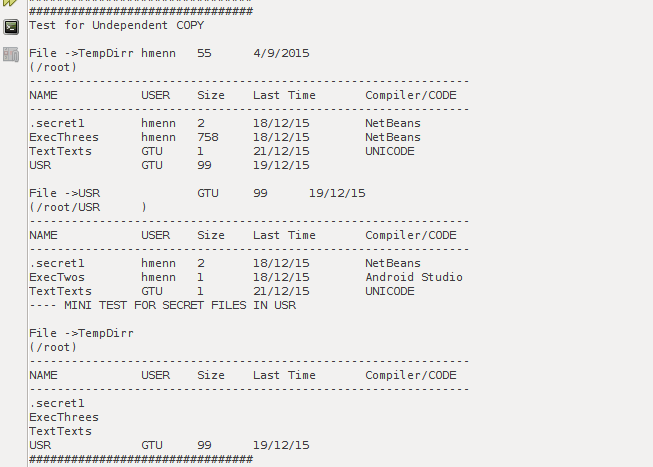 ################################
Test for Undependent COPY
File ->TempDirr hmenn   55      4/9/2015
(/root)
---------------------------------------------------------------
NAME            USER    Size    Last Time       Compiler/CODE
---------------------------------------------------------------
.secret1        hmenn   2       18/12/15        NetBeans
ExecThrees      hmenn   758     18/12/15        NetBeans
TextTexts       GTU     1       21/12/15        UNICODE
USR             GTU     99      19/12/15
File ->USR              GTU     99      19/12/15
(/root/USR      )
---------------------------------------------------------------
NAME            USER    Size    Last Time       Compiler/CODE
---------------------------------------------------------------
.secret1        hmenn   2       18/12/15        NetBeans
ExecTwos        hmenn   1       18/12/15        Android Studio
TextTexts       GTU     1       21/12/15        UNICODE
---- MINI TEST FOR SECRET FILES IN USR
File ->TempDirr
(/root)
---------------------------------------------------------------
NAME            USER    Size    Last Time       Compiler/CODE
---------------------------------------------------------------
.secret1
ExecThrees
TextTexts
USR             GTU     99      19/12/15
################################